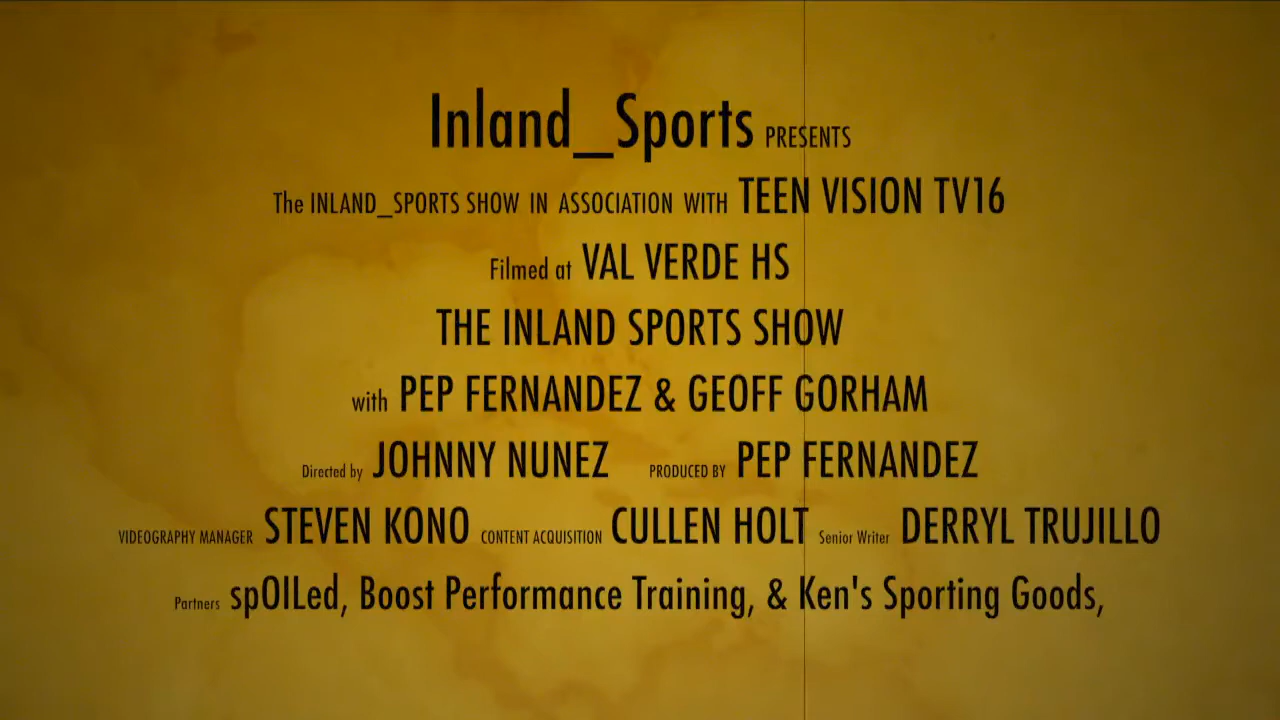 Inland_Sports PRESENTS
The INLAND_SPORTS SHOW IN ASSOCIATION WITH TEEN VISION TV16
Filmed at VAL VERDE HS
THE INLAND SPORTS SHOW
with PEP FERNANDEZ & GEOFF GORHAM
Directed by JOHNNY NUNEZ PRODUCED BY PEP FERNANDEZ
VIDEOGRAPHY MANAGER STEVEN KONO CONTENT ACQUISITION CULLEN HOLT Senior Writer DERRYL TRUJILLO
Partners spOILed, Boost Performance Training, & Ken's Sporting Goods,